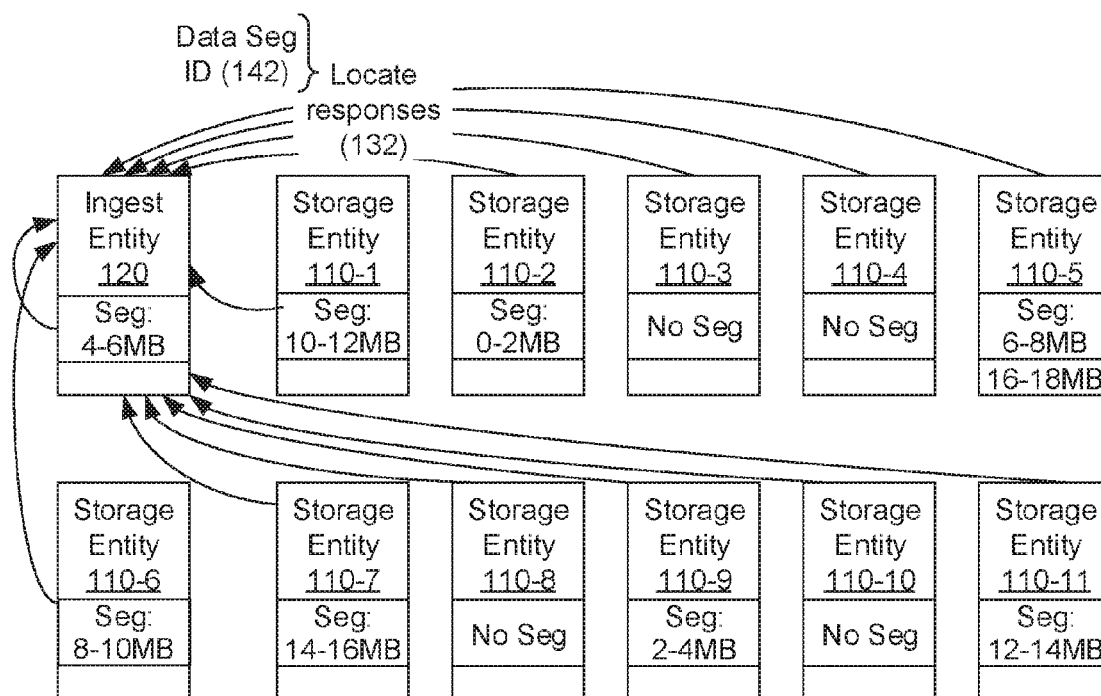 Data Seg
ID (142)
Locate
responses
(132)
Ingest
Entity
120
Seg:
4-6MB
Storage
Entity
110-1
Seg:
10-12MB
Storage
Entity
110-2
Seg:
0-2MB
Storage
Entity
110-3
No Seg
Storage
Entity
110-4
No Seg
Storage
Entity
110-5
Seg:
6-8MB
16-18MB
Storage
Entity
110-6
Seg:
8-10MB
Storage
Entity
110-7
Seg:
14-16MB
Storage
Entity
110-8
No Seg
Storage
Entity
110-9
Seg:
2-4MB
Storage
Entity
110-10
No Seg
Storage
Entity
110-11
Seg:
12-14MB